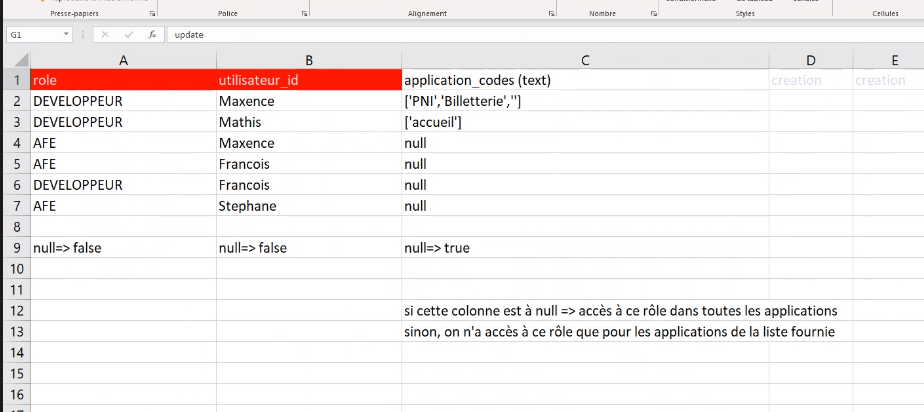 Presse-papiers Police Alignement Nombre Styles Cellules
G1 fx update
A B C D E
1 role utilisateur_id application_codes (text) creation creation
2 DEVELOPPEUR Maxence ['PNI','Billetterie','']
3 DEVELOPPEUR Mathis ['accueil']
4 AFE Maxence null
5 AFE Francois null
6 DEVELOPPEUR Francois null
7 AFE Stephane null
8
9 null=> false null=> false null=> true
10
11
12 si cette colonne est à null => accès à ce rôle dans toutes les applications
13 sinon, on n'a accès à ce rôle que pour les applications de la liste fournie
14
15
16